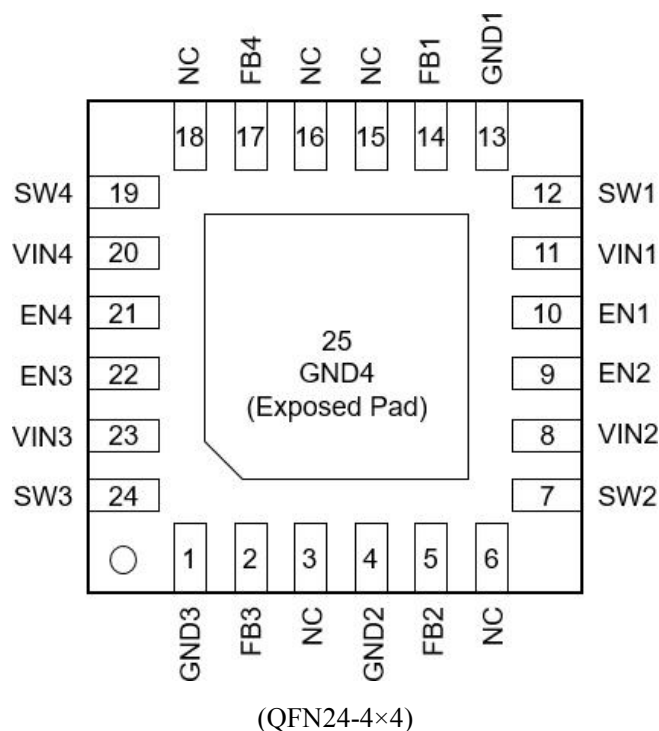 NC FB4 NC NC FB1 GND1
18 17 16 15 14 13
SW4 19 12 SW1
VIN4 20 11 VIN1
EN4 21 10 EN1
25
GND4
(Exposed Pad)
EN3 22 9 EN2
VIN3 23 8 VIN2
SW3 24 7 SW2
1 2 3 4 5 6
GND3 FB3 NC GND2 FB2 NC
(QFN24-4×4)